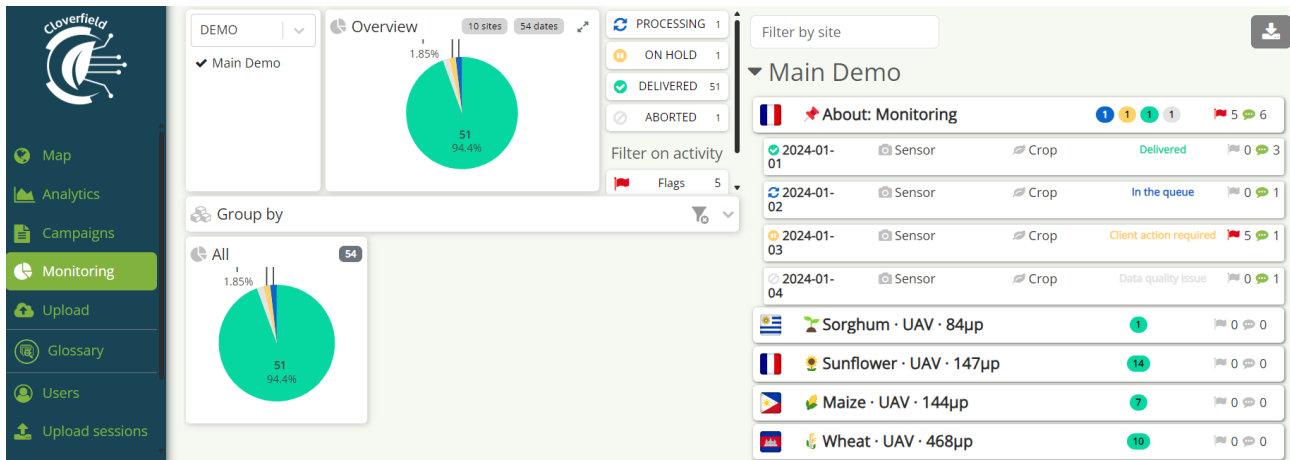 Cloverfield
Map
Analytics
Campaigns
Monitoring
Upload
Glossary
Users
Upload sessions
DEMO
Main Demo
Overview
10 sites
54 dates
1.85%
51
94.4%
PROCESSING 1
ON HOLD 1
DELIVERED 51
ABORTED 1
Filter on activity
Flags 5
Group by
All
54
1.85%
51
94.4%
Filter by site
Main Demo
About: Monitoring 1 1 1 1 5 6
2024-01-
01
Sensor Crop Delivered 0 3
2024-01-
02
Sensor Crop In the queue 0 1
2024-01-
03
Sensor Crop Client action required 5 1
2024-01-
04
Sensor Crop Data quality issue 0 1
Sorghum · UAV · 84µp 1 0 0
Sunflower · UAV · 147µp 14 0 0
Maize · UAV · 144µp 7 0 0
Wheat · UAV · 468µp 10 0 0